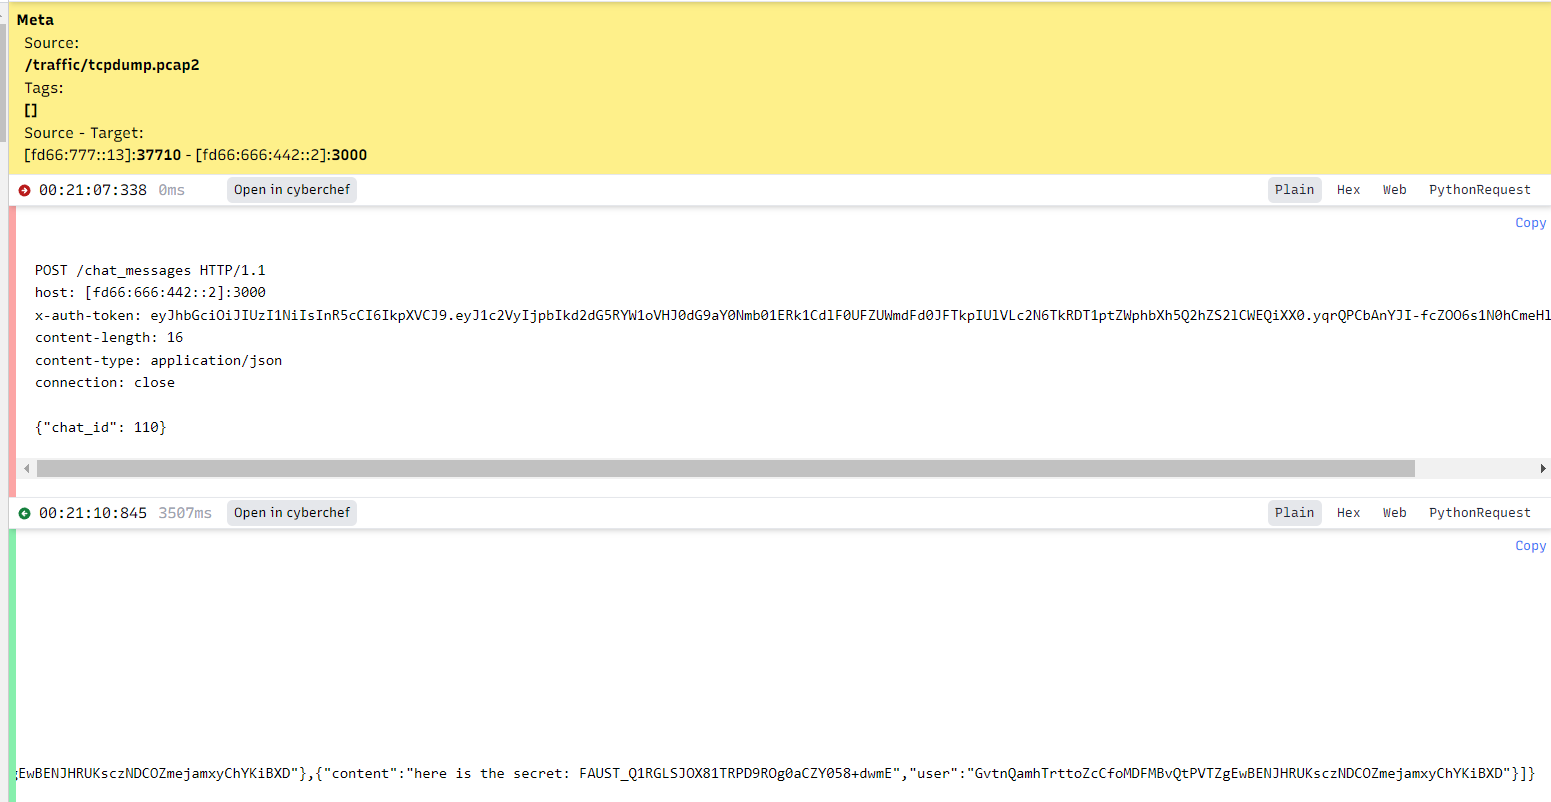 Meta
Source:
/traffic/tcpdump.pcap2
Tags:
[]
Source - Target:
[fd66:777::13]:37710 - [fd66:666:442::2]:3000
00:21:07:338 0ms Open in cyberchef Plain Hex Web PythonRequest
Copy
POST /chat_messages HTTP/1.1
host: [fd66:666:442::2]:3000
x-auth-token: eyJhbGciOiJIUzI1NiIsInR5cCI6IkpXVCJ9.eyJ1c2VyIjpbIkd2dG5RYW1oVHJ0dG9aY0Nmb01ERk1CdlF0UFZUWmdFd0JFTkpIUlVLc2N6TkRDT1ptZWphbXh5Q2hZS2lCWEQiXX0.yqrQPCbAnYJI-fcZOO6s1N0hCmeHl
content-length: 16
content-type: application/json
connection: close
{"chat_id": 110}
00:21:10:845 3507ms Open in cyberchef Plain Hex Web PythonRequest
Copy
gEwBENJHRUKsczNDCOZmejamxyChYKiBXD"},{"content":"here is the secret: FAUST_Q1RGLSJOX81TRPD9ROg0aCZY058+dwmE","user":"GvtnQamhTrttoZcCfoMDFMBvQtPVTZgEwBENJHRUKsczNDCOZmejamxyChYKiBXD"}]}